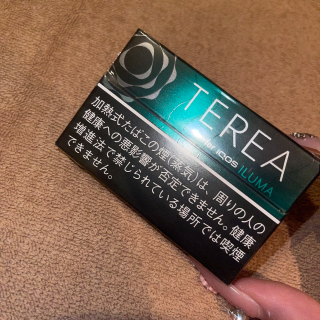 TEREA
for IQOS ILUMA
加熱式たばこの煙(蒸気)は、周りの人の
健康への悪影響が否定できません。健康
増進法で禁じられている場所では喫煙
できません。